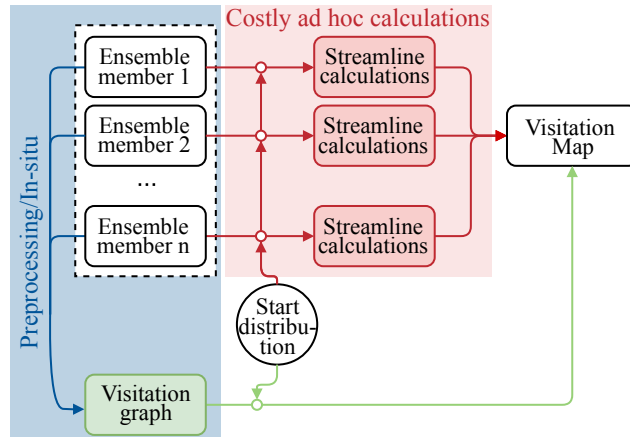 Costly ad hoc calculations
Preprocessing/In-situ
Ensemble
member 1
Streamline
calculations
Ensemble
member 2
Streamline
calculations
Visitation
Map
...
Ensemble
member n
Streamline
calculations
Start
distribu-
tion
Visitation
graph